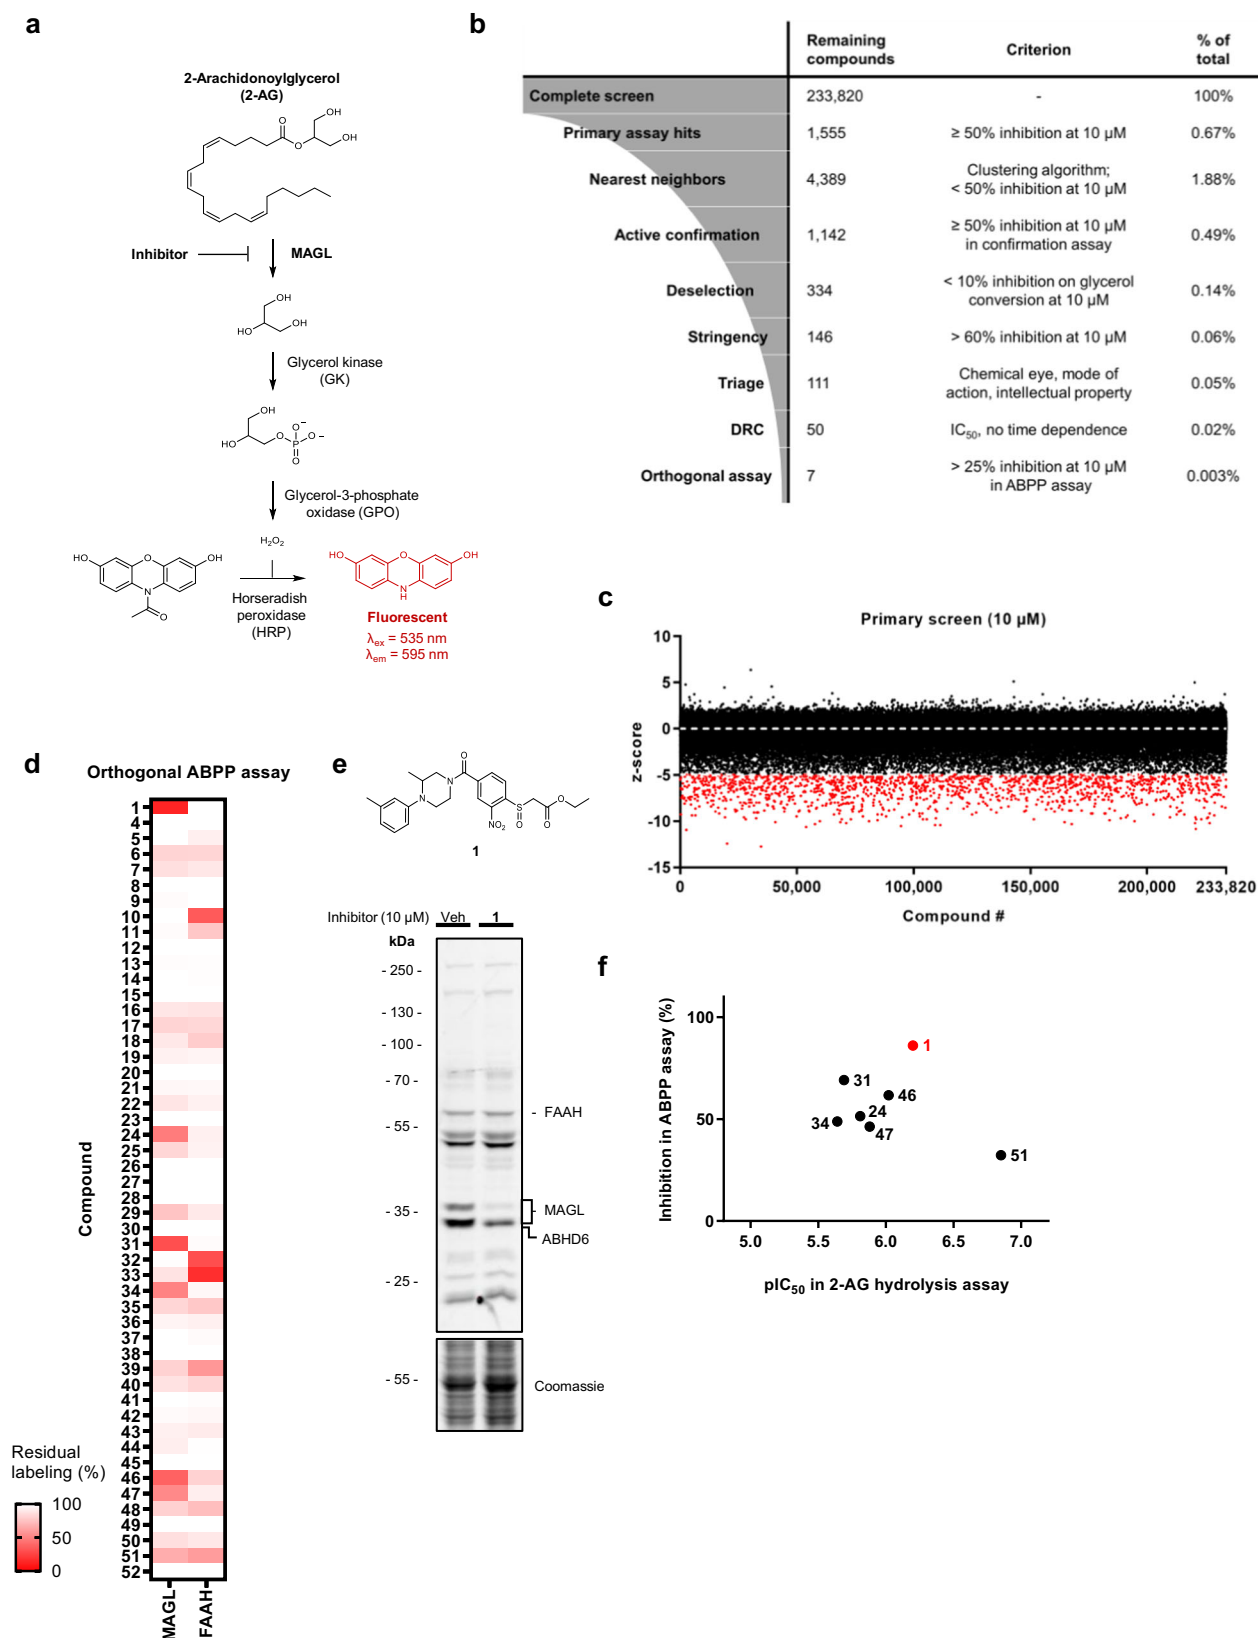 a
2-Arachidonoylglycerol
(2-AG)
OH
O
O
OH
Inhibitor
MAGL
OH
HO
OH
Glycerol kinase
(GK)
OH
HO
O
P
O⁻
O⁻
O
Glycerol-3-phosphate
oxidase (GPO)
H₂O₂
HO
O
OH
N
O
Horseradish
peroxidase
(HRP)
HO
O
OH
N
H
Fluorescent
λex = 535 nm
λem = 595 nm
b
Remaining
compounds
Criterion
% of
total
Complete screen 233,820 - 100%
Primary assay hits 1,555 ≥ 50% inhibition at 10 µM 0.67%
Nearest neighbors 4,389 Clustering algorithm;
< 50% inhibition at 10 µM 1.88%
Active confirmation 1,142 ≥ 50% inhibition at 10 µM
in confirmation assay 0.49%
Deselection 334 < 10% inhibition on glycerol
conversion at 10 µM 0.14%
Stringency 146 > 60% inhibition at 10 µM 0.06%
Triage 111 Chemical eye, mode of
action, intellectual property 0.05%
DRC 50 IC₅₀, no time dependence 0.02%
Orthogonal assay 7 > 25% inhibition at 10 µM
in ABPP assay 0.003%
c
Primary screen (10 µM)
z-score
10
5
0
-5
-10
-15
0 50,000 100,000 150,000 200,000 233,820
Compound #
d
Orthogonal ABPP assay
Compound
1
4
5
6
7
8
9
10
11
12
13
14
15
16
17
18
19
20
21
22
23
24
25
26
27
28
29
30
31
32
33
34
35
36
37
38
39
40
41
42
43
44
45
46
47
48
49
50
51
52
MAGL
FAAH
Residual
labeling (%)
100
50
0
e
O
N
N
NO₂
S
O
O
O
1
Inhibitor (10 µM) Veh 1
kDa
- 250 -
- 130 -
- 100 -
- 70 -
- 55 -
- 35 -
- 25 -
- FAAH
MAGL
ABHD6
- 55 -
Coomassie
f
Inhibition in ABPP assay (%)
100
50
0
1
31
46
24
34
47
51
5.0 5.5 6.0 6.5 7.0
pIC₅₀ in 2-AG hydrolysis assay